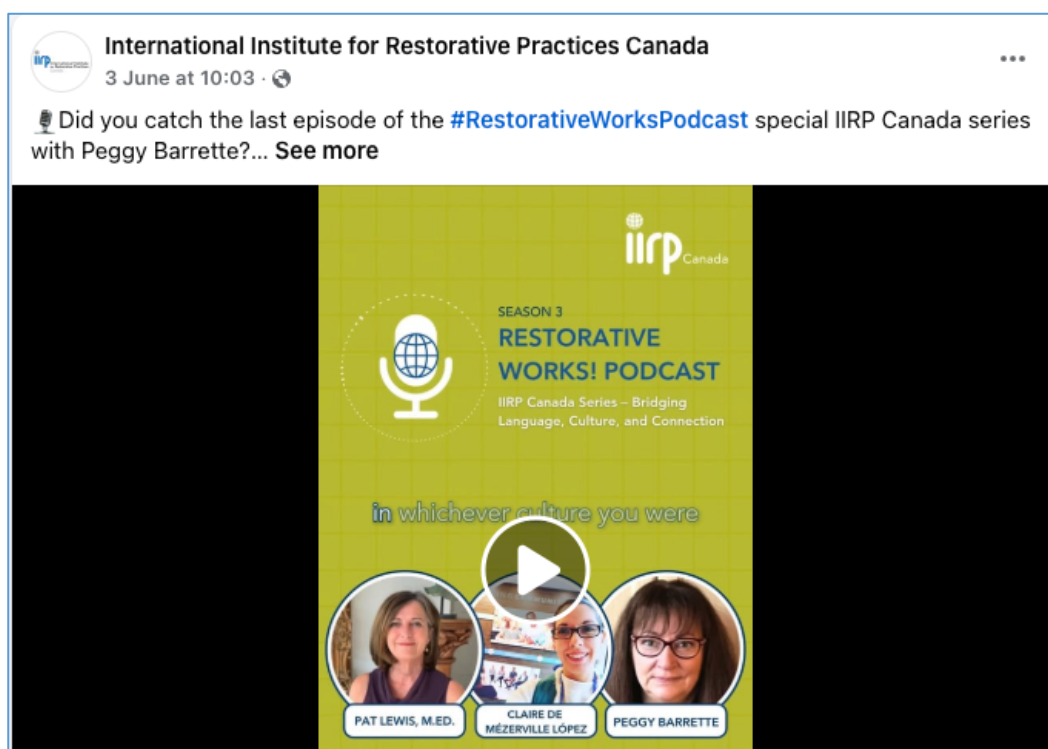 International Institute for Restorative Practices Canada
3 June at 10:03 ·
Did you catch the last episode of the #RestorativeWorksPodcast special IIRP Canada series
with Peggy Barrette?... See more
iirp Canada
SEASON 3
RESTORATIVE
WORKS! PODCAST
IIRP Canada Series – Bridging
Language, Culture, and Connection
in whichever culture you were
PAT LEWIS, M.ED.
CLAIRE DE
MÉZERVILLE LÓPEZ
PEGGY BARRETTE